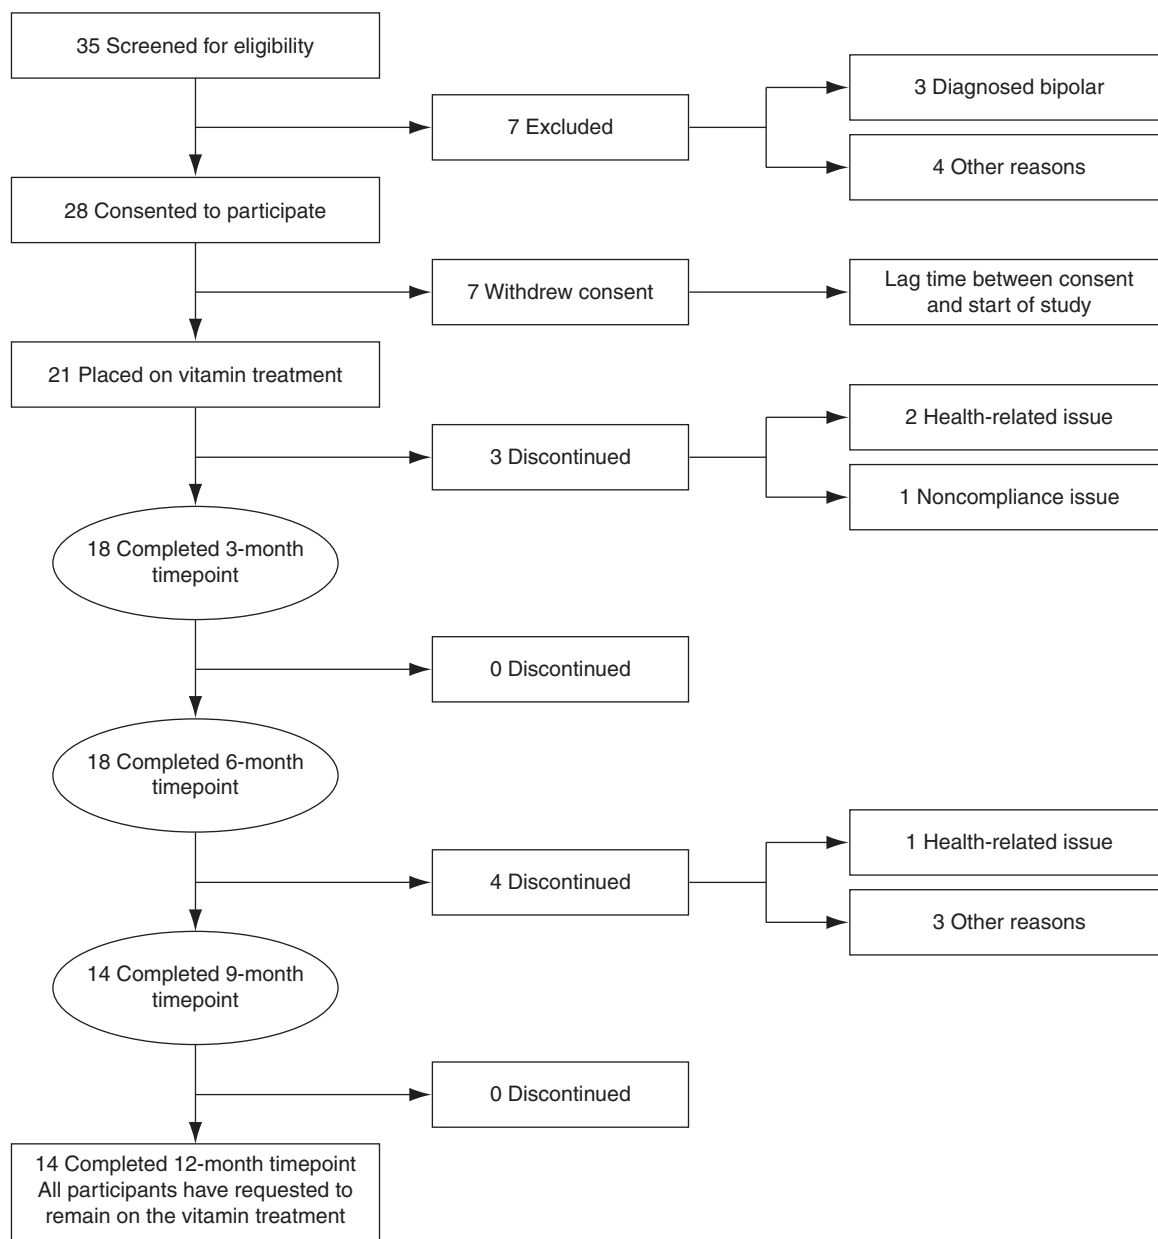 35 Screened for eligibility
7 Excluded
3 Diagnosed bipolar
4 Other reasons
28 Consented to participate
7 Withdrew consent
Lag time between consent
and start of study
21 Placed on vitamin treatment
3 Discontinued
2 Health-related issue
1 Noncompliance issue
18 Completed 3-month
timepoint
0 Discontinued
18 Completed 6-month
timepoint
4 Discontinued
1 Health-related issue
3 Other reasons
14 Completed 9-month
timepoint
0 Discontinued
14 Completed 12-month timepoint
All participants have requested to
remain on the vitamin treatment